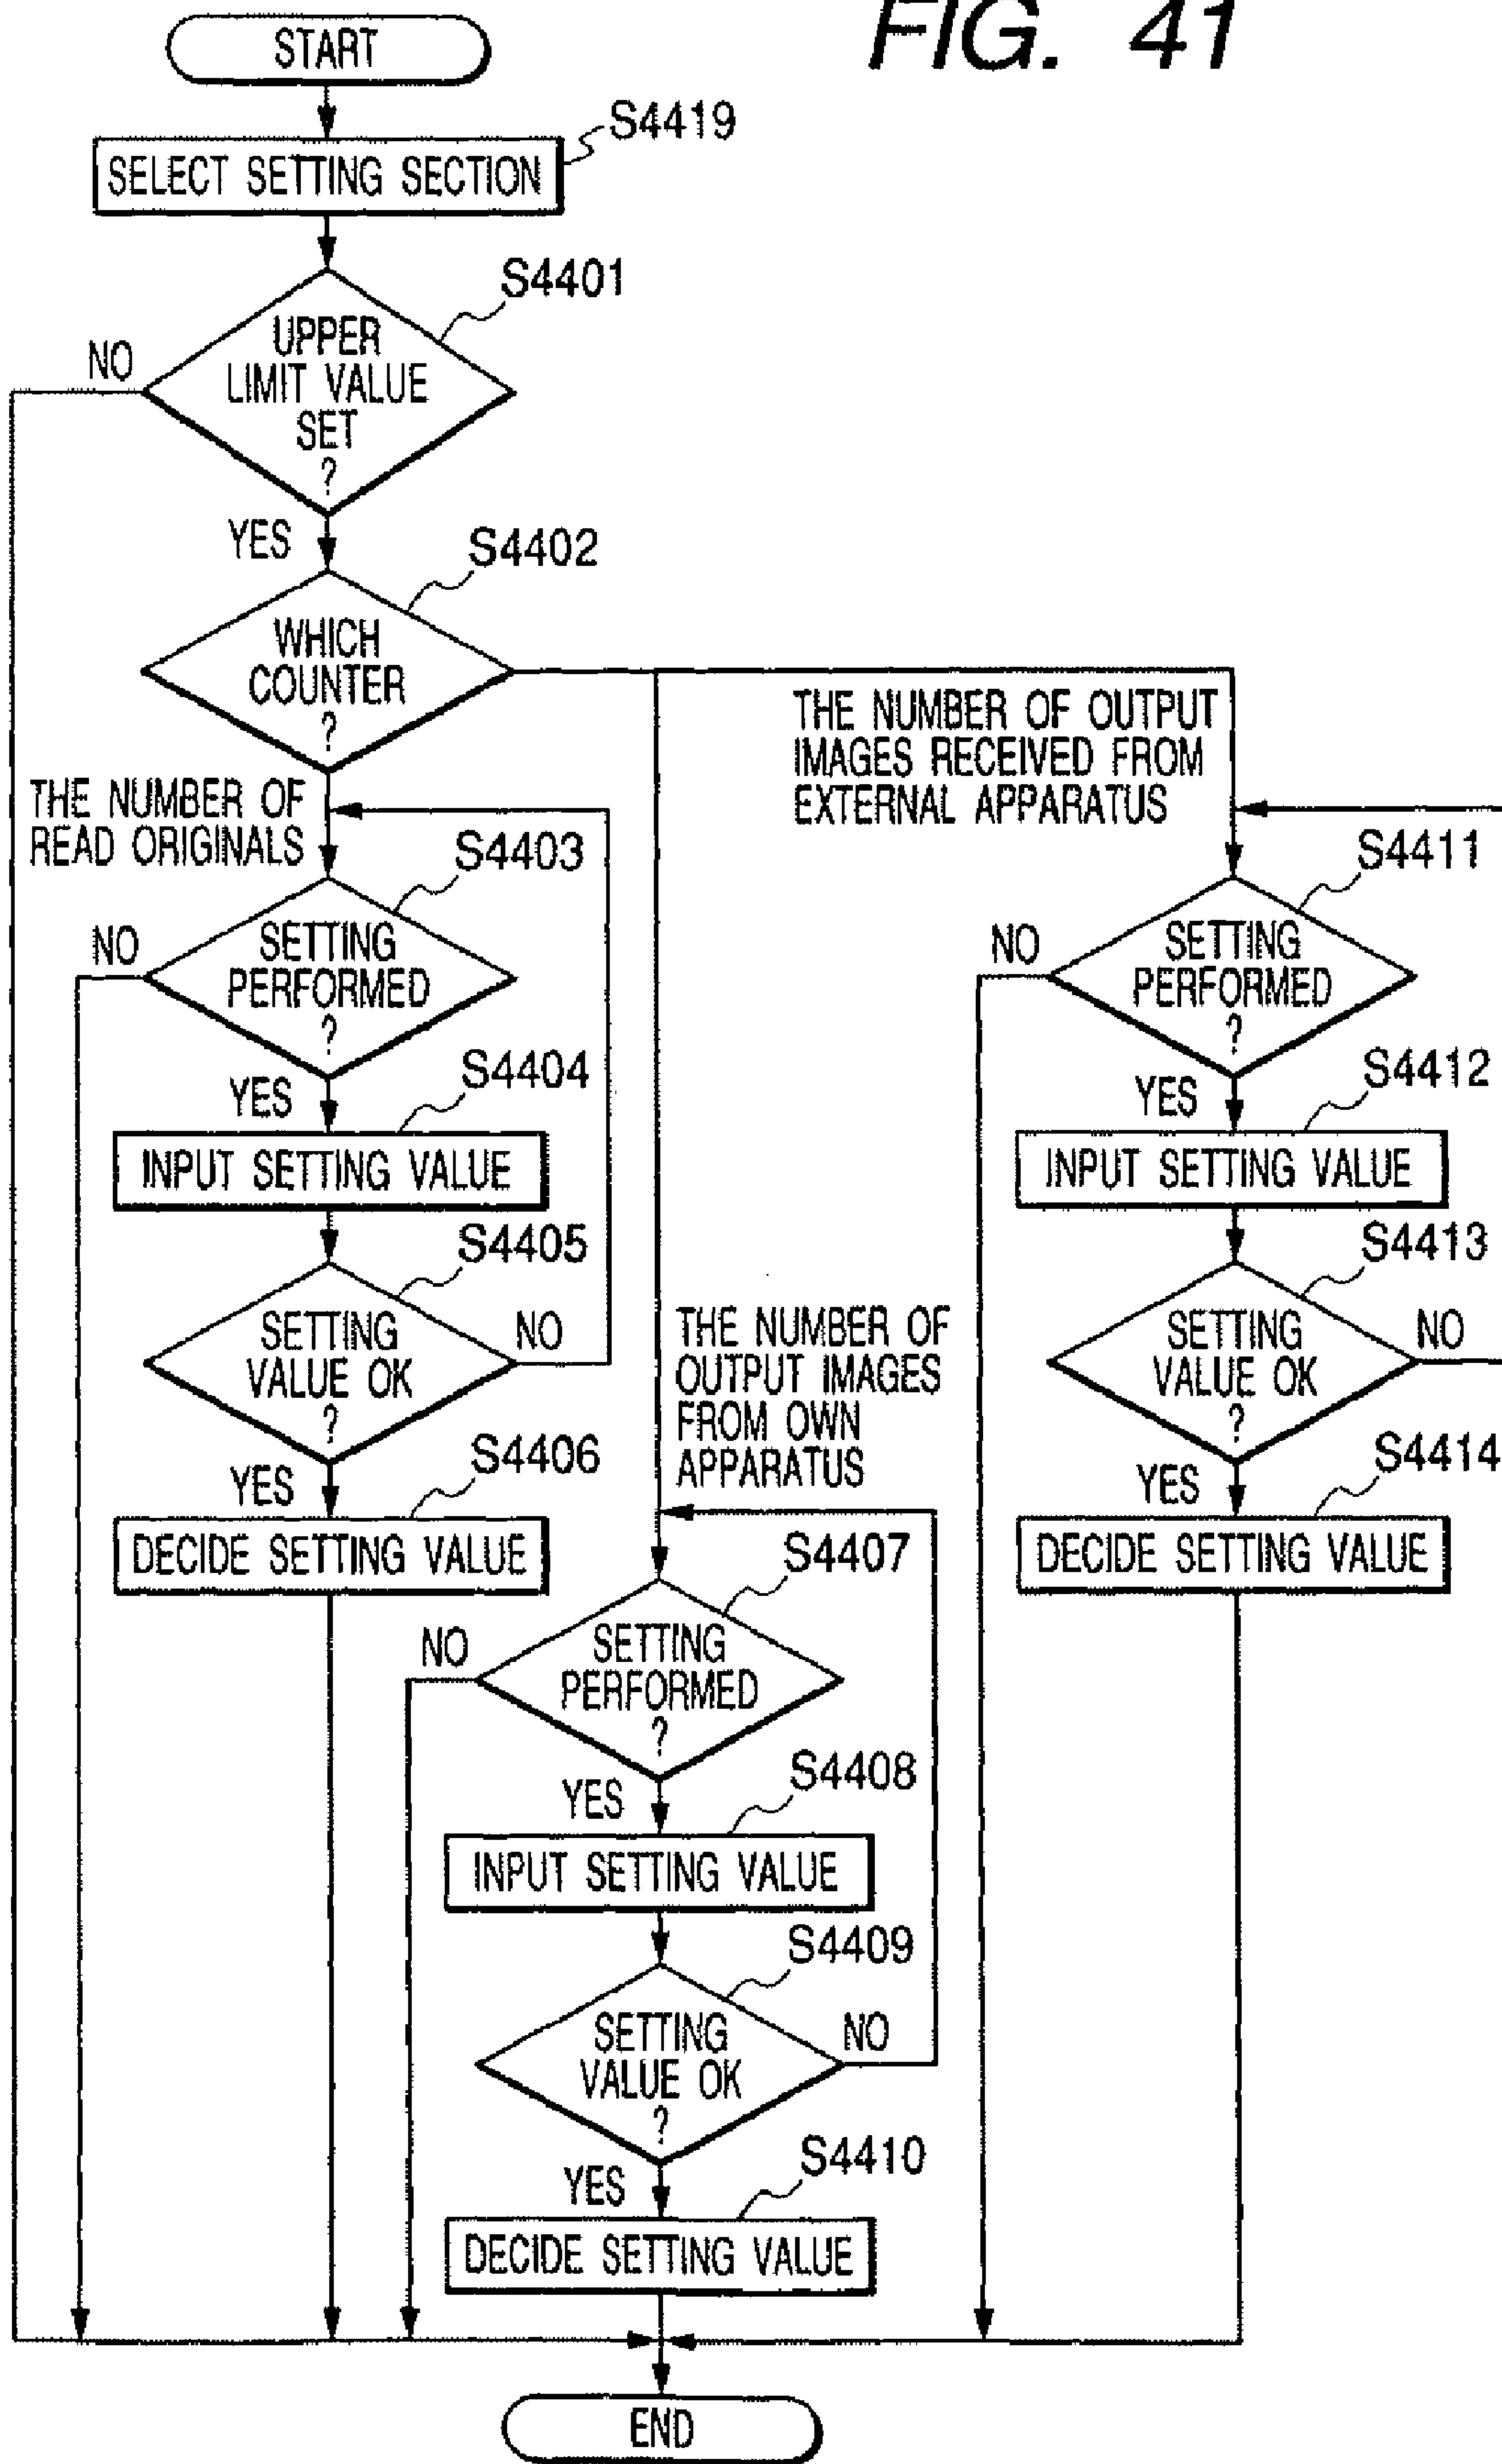 FIG. 41
START
S4419
SELECT SETTING SECTION
S4401
UPPER
LIMIT VALUE
SET
?
NO
YES
S4402
WHICH
COUNTER
?
THE NUMBER OF
READ ORIGINALS
THE NUMBER OF OUTPUT
IMAGES RECEIVED FROM
EXTERNAL APPARATUS
S4403
SETTING
PERFORMED
?
NO
YES
S4404
INPUT SETTING VALUE
S4405
SETTING
VALUE OK
?
NO
YES
S4406
DECIDE SETTING VALUE
THE NUMBER OF
OUTPUT IMAGES
FROM OWN
APPARATUS
S4407
SETTING
PERFORMED
?
NO
YES
S4408
INPUT SETTING VALUE
S4409
SETTING
VALUE OK
?
NO
YES
S4410
DECIDE SETTING VALUE
S4411
SETTING
PERFORMED
?
NO
YES
S4412
INPUT SETTING VALUE
S4413
SETTING
VALUE OK
?
NO
YES
S4414
DECIDE SETTING VALUE
END